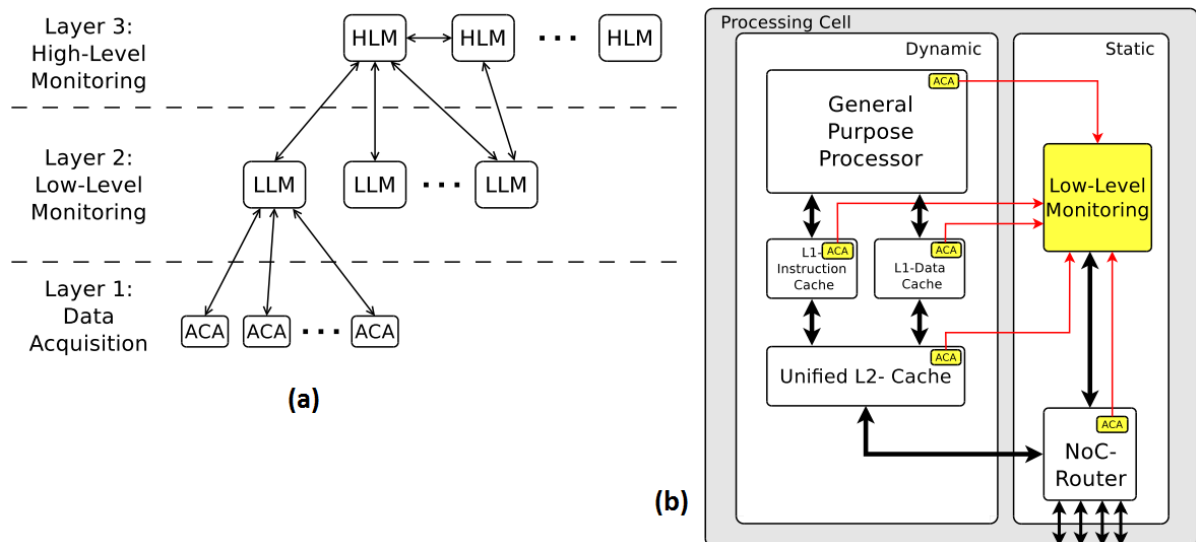 Layer 3:
High-Level
Monitoring
HLM
HLM
HLM
Layer 2:
Low-Level
Monitoring
LLM
LLM
LLM
Layer 1:
Data
Acquisition
ACA
ACA
ACA
(a)
Processing Cell
Dynamic
Static
ACA
General
Purpose
Processor
Low-Level
Monitoring
ACA
L1-
Instruction
Cache
ACA
L1-Data
Cache
ACA
Unified L2- Cache
ACA
NoC-
Router
(b)